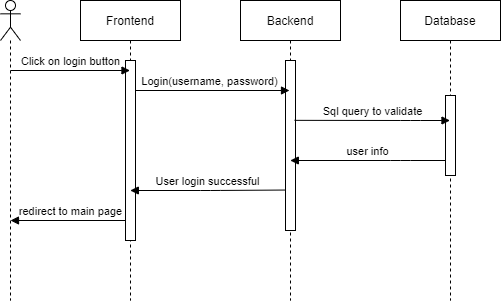 Frontend
Backend
Database
Click on login button
Login(username, password)
Sql query to validate
user info
User login successful
redirect to main page